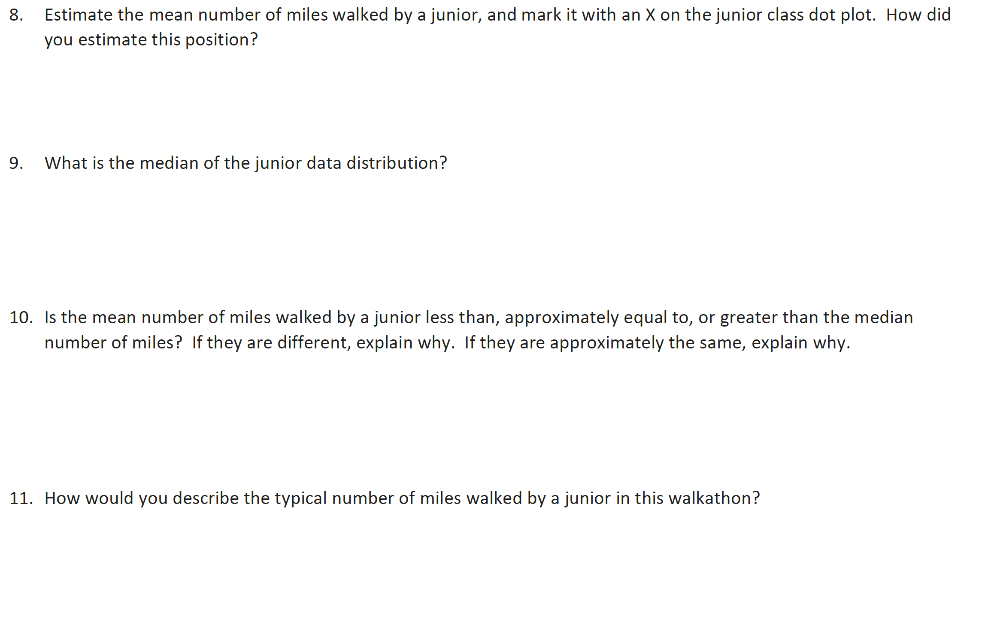 8. Estimate the mean number of miles walked by a junior, and mark it with an X on the junior class dot plot. How did
you estimate this position?
9. What is the median of the junior data distribution?
10. Is the mean number of miles walked by a junior less than, approximately equal to, or greater than the median
number of miles? If they are different, explain why. If they are approximately the same, explain why.
11. How would you describe the typical number of miles walked by a junior in this walkathon?